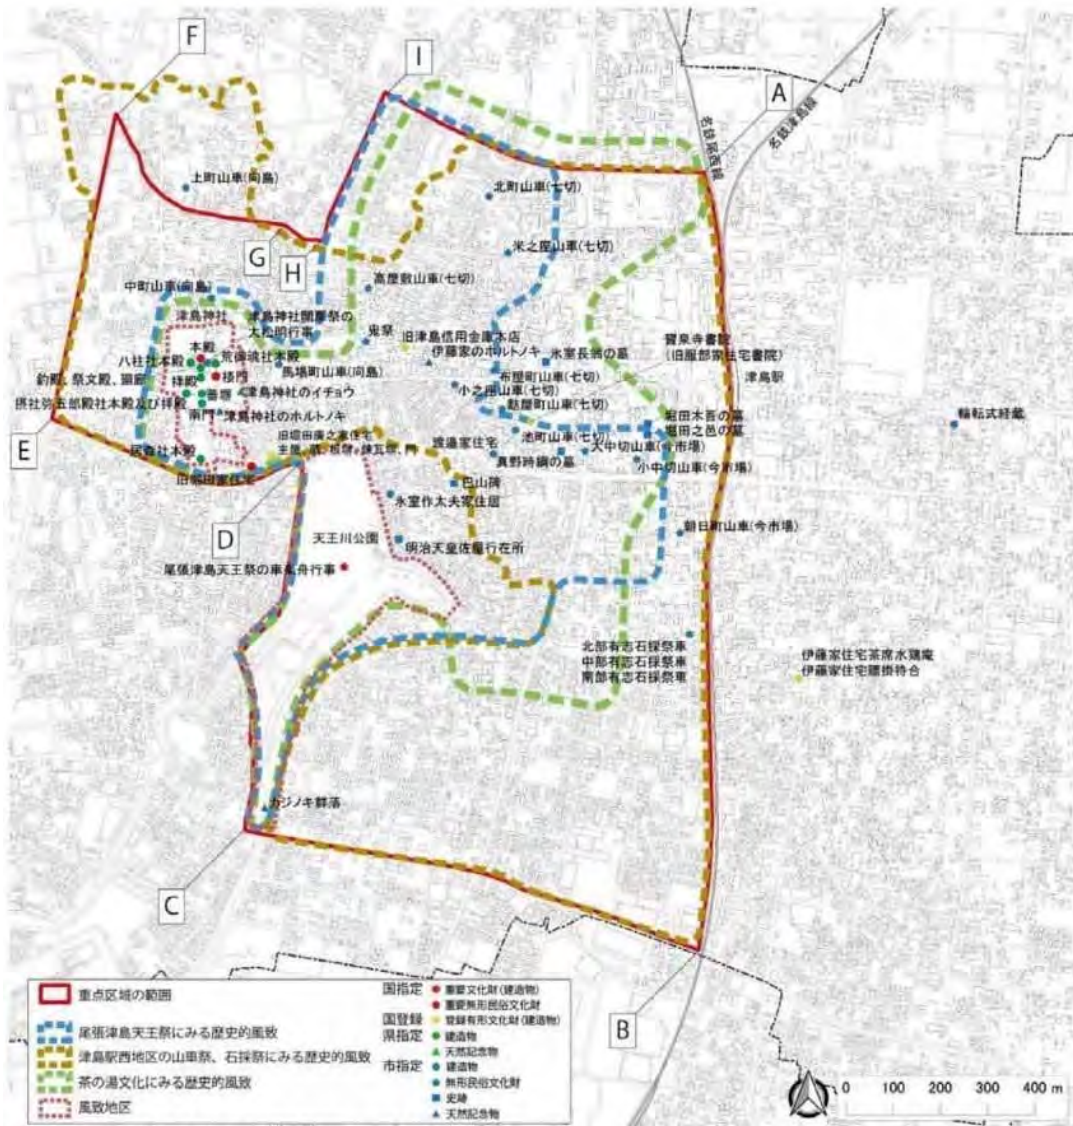 F
I
A
名鉄尾西線
名鉄津島線
上町山車(向島)
北町山車(七切)
G
H
米之座山車(七切)
高屋敷山車(七切)
中町山車(向島)
津島神社
津島神社開扉祭の
大松明行事
鬼祭
旧津島信用金庫本店
伊藤家のホルトノキ
氷室長翁の墓
寶泉寺書院
(旧服部家住宅書院)
津島駅
本殿
八柱社本殿
荒御魂社本殿
楼門
馬場町山車(向島)
布屋町山車(七切)
小之座山車(七切)
釣殿、祭文殿、廻廊
拝殿
蕃塀
津島神社のイチョウ
麩屋町山車(七切)
摂社弥五郎殿社本殿及び拝殿
南門
津島神社のホルトノキ
堀田木吾の墓
堀田之邑の墓
池町山車(七切)
輪転式経蔵
E
旧堀田廣之家住宅
渡邉家住宅
大中切山車(今市場)
小中切山車(今市場)
真野時綱の墓
居森社本殿
旧堀田家住宅
巴山碑
氷室作太夫家住居
D
天王川公園
明治天皇佐屋行在所
朝日町山車(今市場)
尾張津島天王祭の車楽舟行事
北部有志石採祭車
中部有志石採祭車
南部有志石採祭車
伊藤家住宅茶席水鶏庵
伊藤家住宅腰掛待合
カジノキ群落
C
B
重点区域の範囲
尾張津島天王祭にみる歴史的風致
津島駅西地区の山車祭、石採祭にみる歴史的風致
茶の湯文化にみる歴史的風致
風致地区
国指定
重要文化財(建造物)
重要無形民俗文化財
国登録
登録有形文化財(建造物)
県指定
建造物
天然記念物
市指定
建造物
無形民俗文化財
史跡
天然記念物
0 100 200 300 400 m